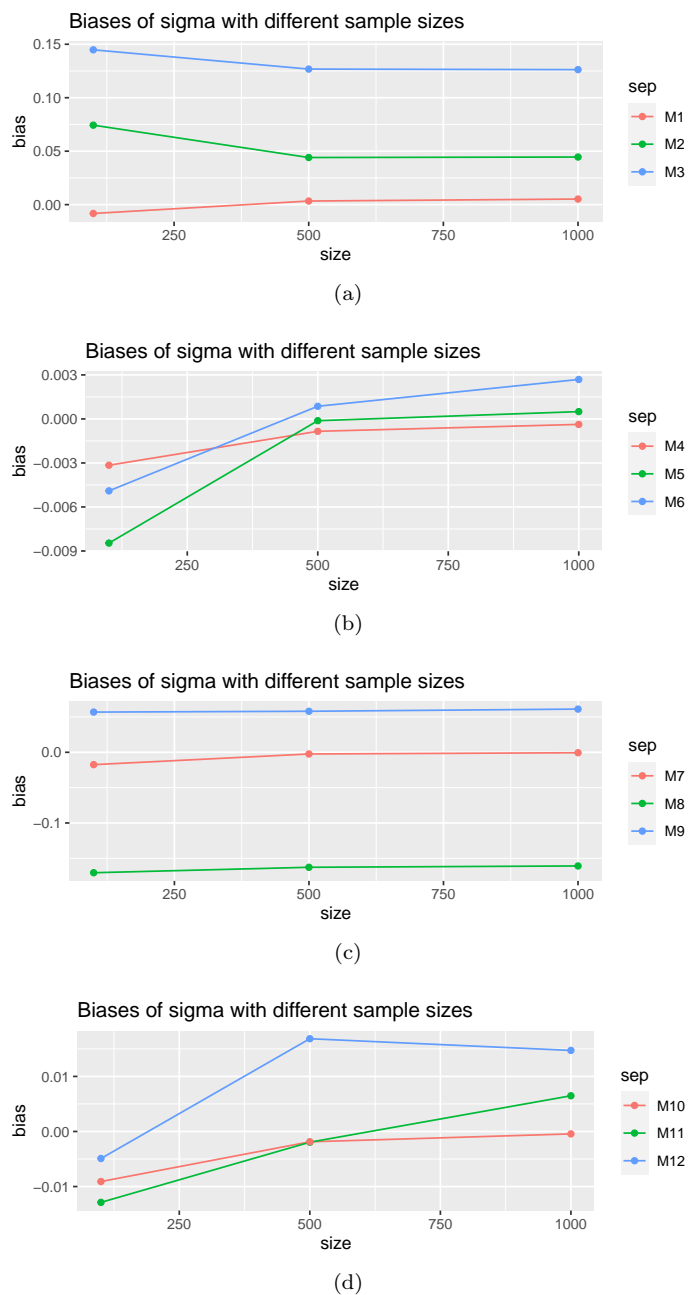 Biases of sigma with different sample sizes
0.15
0.10
0.05
0.00
bias
250
500
750
1000
size
sep
M1
M2
M3
(a)
Biases of sigma with different sample sizes
0.003
0.000
−0.003
−0.006
−0.009
bias
250
500
750
1000
size
sep
M4
M5
M6
(b)
Biases of sigma with different sample sizes
0.0
−0.1
bias
250
500
750
1000
size
sep
M7
M8
M9
(c)
Biases of sigma with different sample sizes
0.01
0.00
−0.01
bias
250
500
750
1000
size
sep
M10
M11
M12
(d)